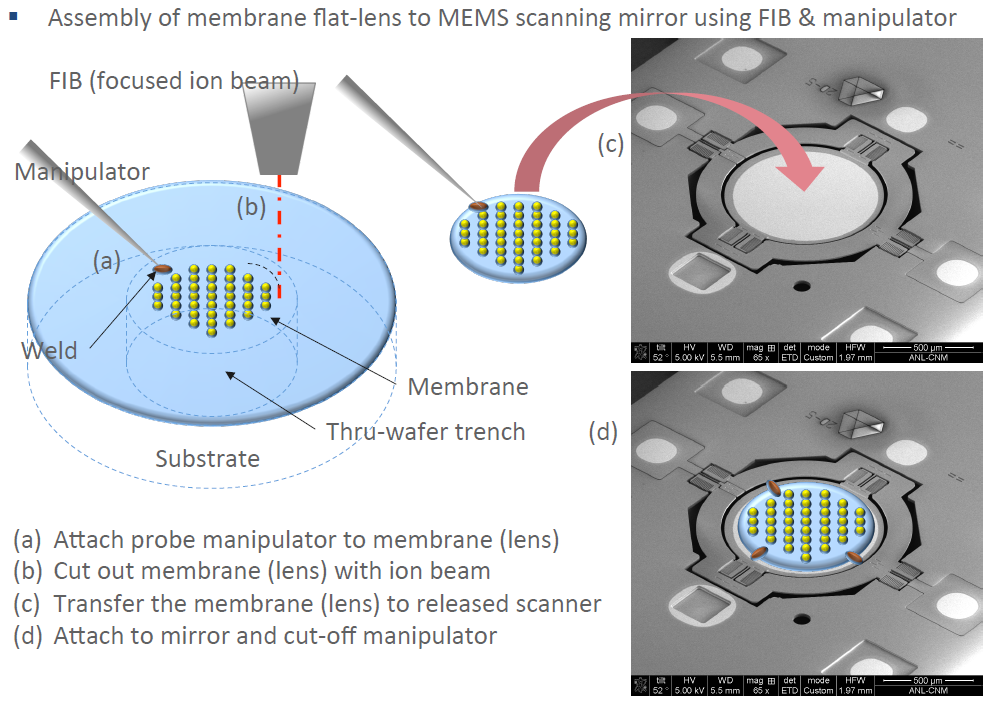 ▪ Assembly of membrane flat-lens to MEMS scanning mirror using FIB & manipulator
FIB (focused ion beam)
Manipulator
(a)
(b)
(c)
Weld
Membrane
Thru-wafer trench
Substrate
(d)
20-5
tilt HV WD mag det mode HFW 500 µm
52° 5.00 kV 5.5 mm 65 x ETD Custom 1.97 mm ANL-CNM
20-5
tilt HV WD mag det mode HFW 500 µm
52° 5.00 kV 5.5 mm 65 x ETD Custom 1.97 mm ANL-CNM
(a) Attach probe manipulator to membrane (lens)
(b) Cut out membrane (lens) with ion beam
(c) Transfer the membrane (lens) to released scanner
(d) Attach to mirror and cut-off manipulator